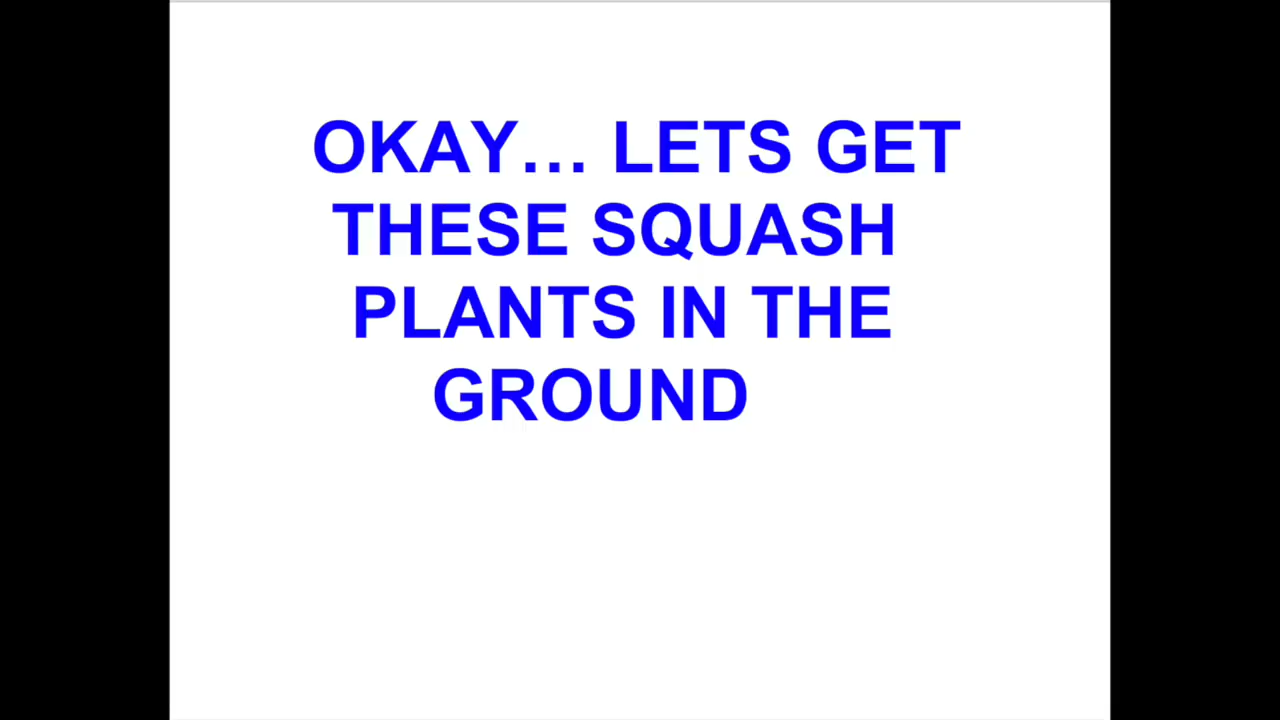 OKAY… LETS GET
THESE SQUASH
PLANTS IN THE
GROUND